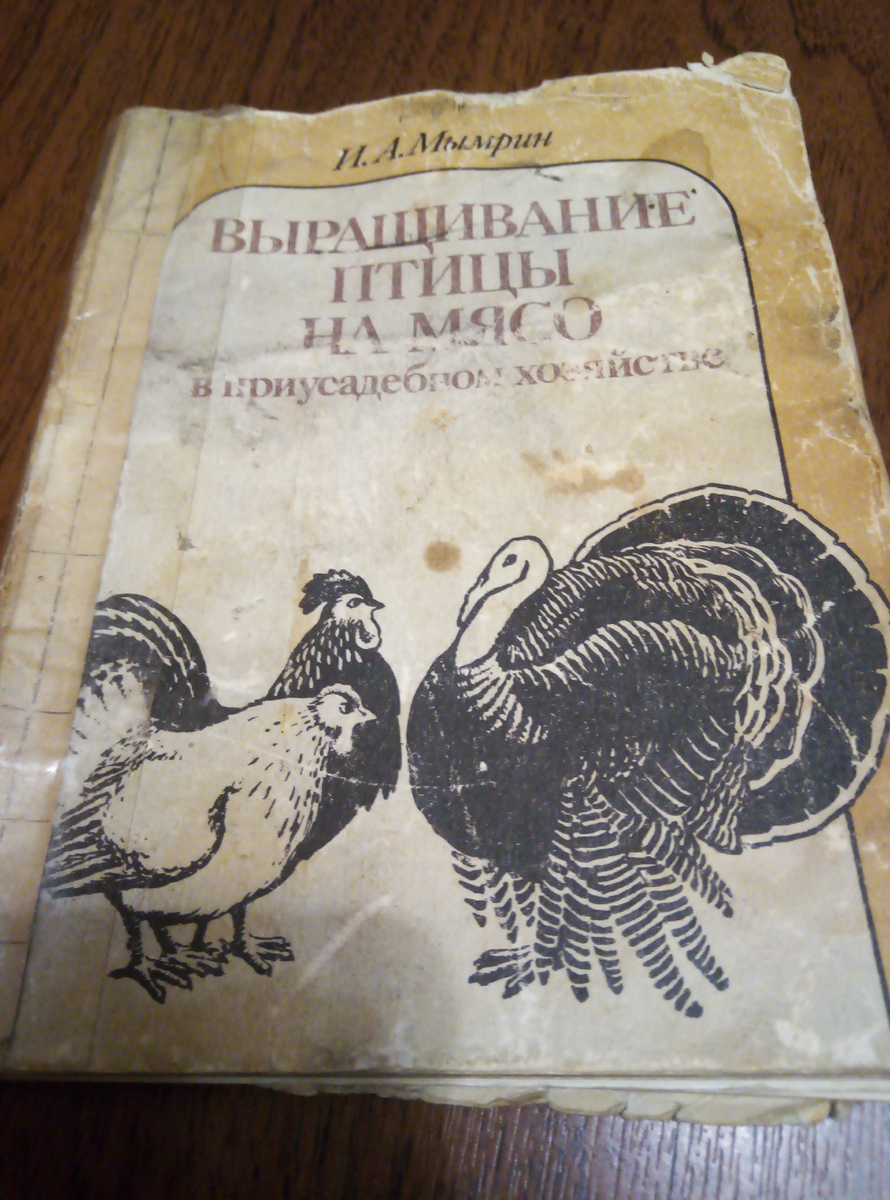 И. А. Мымрин
ВЫРАЩИВАНИЕ
ПТИЦЫ
НА МЯСО
в приусадебном хозяйстве